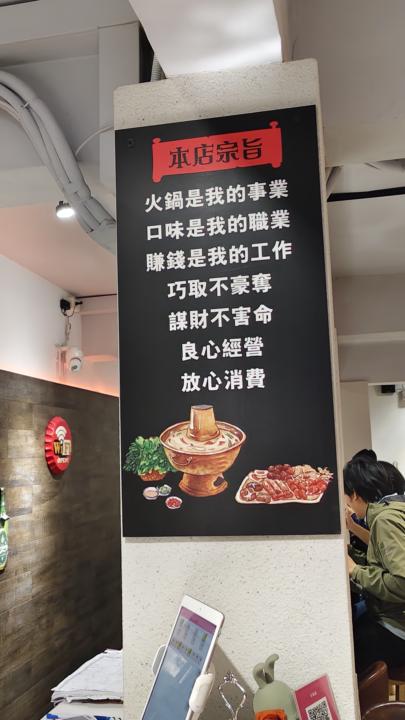 本店宗旨
火鍋是我的事業
口味是我的職業
賺錢是我的工作
巧取不豪奪
謀財不害命
良心經營
放心消費